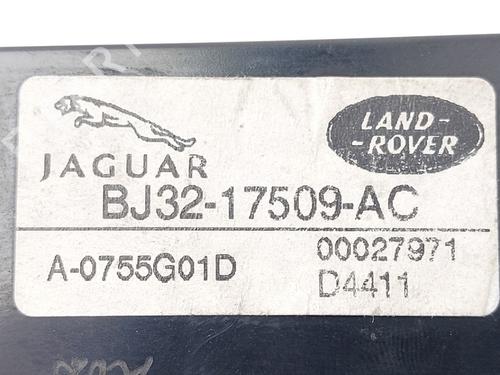 JAGUAR
LAND-
-ROVER
BJ32-17509-AC
A-0755G01D
00027971
D4411